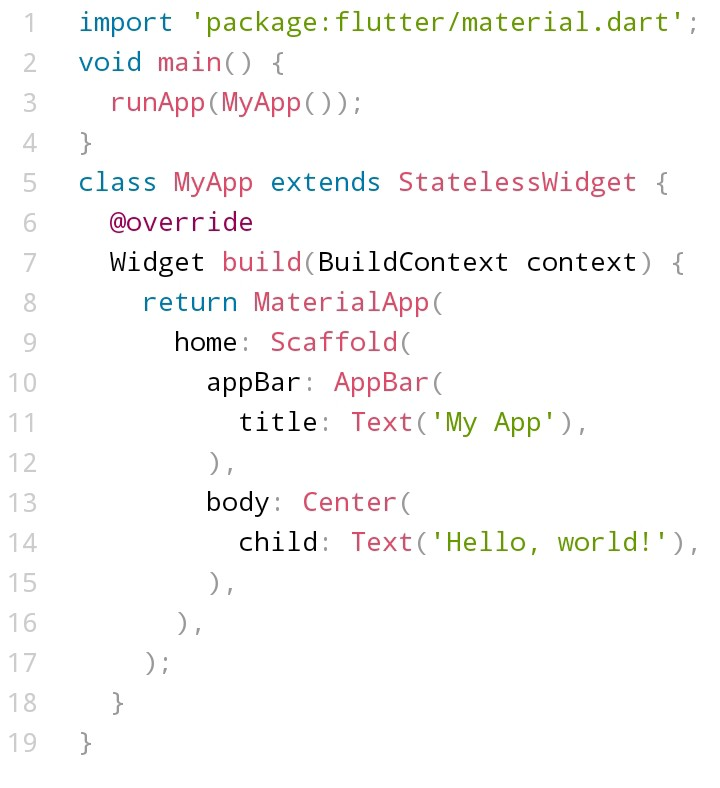 1 import 'package:flutter/material.dart';
2 void main() {
3   runApp(MyApp());
4 }
5 class MyApp extends StatelessWidget {
6   @override
7   Widget build(BuildContext context) {
8     return MaterialApp(
9       home: Scaffold(
10         appBar: AppBar(
11           title: Text('My App'),
12         ),
13         body: Center(
14           child: Text('Hello, world!'),
15         ),
16       ),
17     );
18   }
19 }